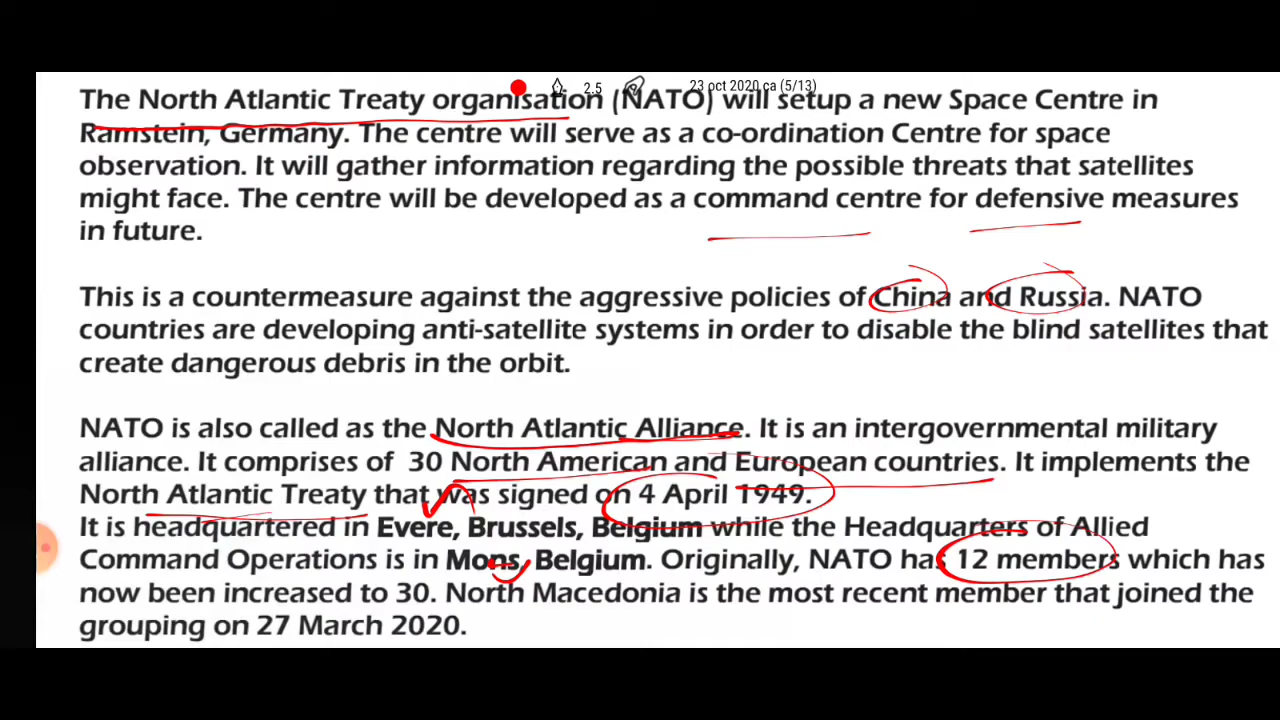 2.5 23 oct 2020 ca (5/13)
The North Atlantic Treaty organisation (NATO) will setup a new Space Centre in
Ramstein, Germany. The centre will serve as a co-ordination Centre for space
observation. It will gather information regarding the possible threats that satellites
might face. The centre will be developed as a command centre for defensive measures
in future.
This is a countermeasure against the aggressive policies of China and Russia. NATO
countries are developing anti-satellite systems in order to disable the blind satellites that
create dangerous debris in the orbit.
NATO is also called as the North Atlantic Alliance. It is an intergovernmental military
alliance. It comprises of 30 North American and European countries. It implements the
North Atlantic Treaty that was signed on 4 April 1949.
It is headquartered in Evere, Brussels, Belgium while the Headquarters of Allied
Command Operations is in Mons, Belgium. Originally, NATO has 12 members which has
now been increased to 30. North Macedonia is the most recent member that joined the
grouping on 27 March 2020.